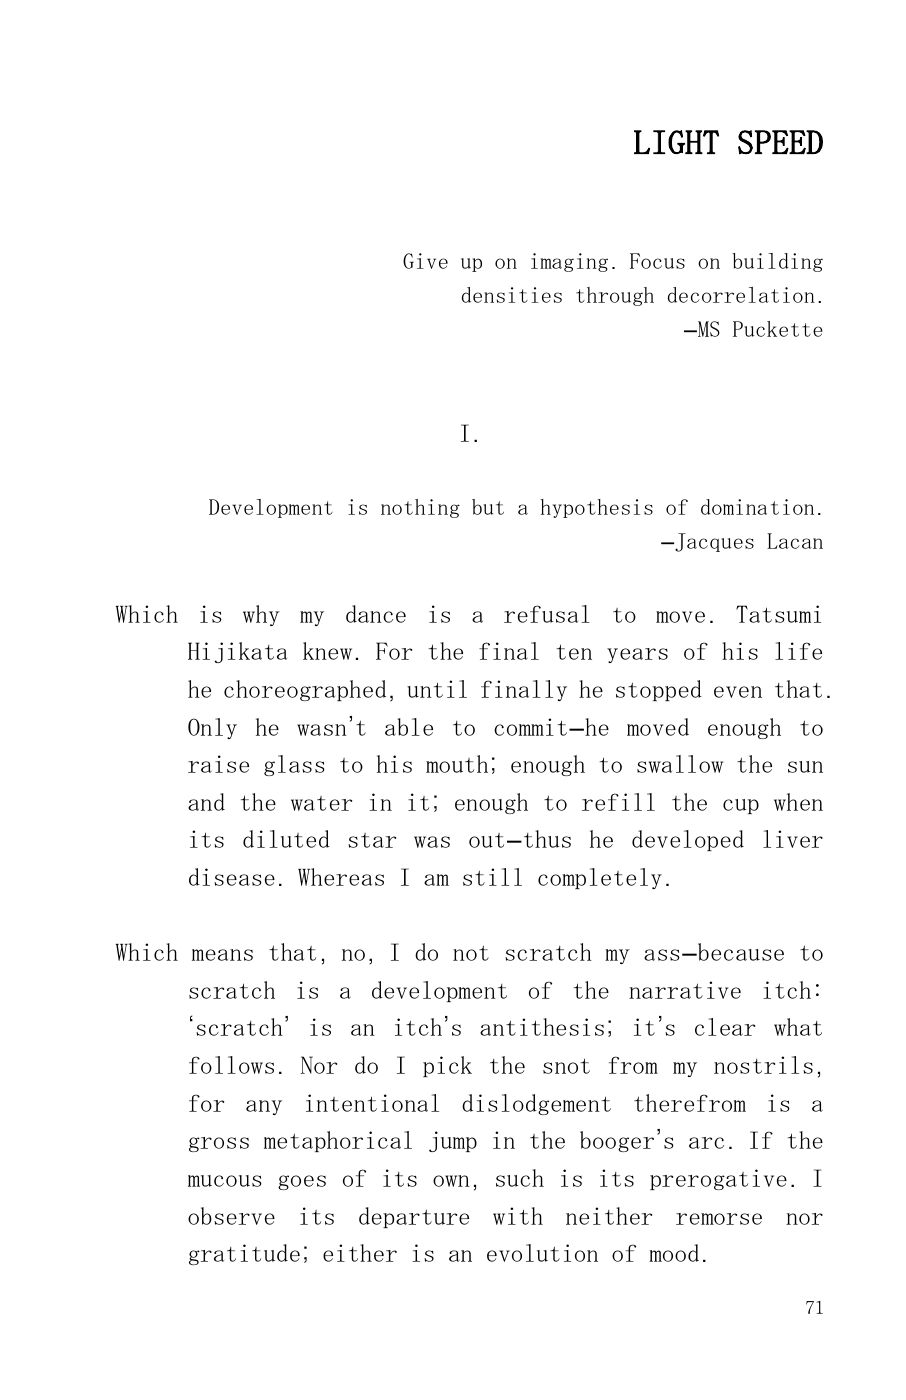 LIGHT SPEED
Give up on imaging. Focus on building
densities through decorrelation.
—MS Puckette
I.
Development is nothing but a hypothesis of domination.
—Jacques Lacan
Which is why my dance is a refusal to move. Tatsumi
Hijikata knew. For the final ten years of his life
he choreographed, until finally he stopped even that.
Only he wasn't able to commit—he moved enough to
raise glass to his mouth; enough to swallow the sun
and the water in it; enough to refill the cup when
its diluted star was out—thus he developed liver
disease. Whereas I am still completely.
Which means that, no, I do not scratch my ass—because to
scratch is a development of the narrative itch:
‘scratch’ is an itch's antithesis; it's clear what
follows. Nor do I pick the snot from my nostrils,
for any intentional dislodgement therefrom is a
gross metaphorical jump in the booger's arc. If the
mucous goes of its own, such is its prerogative. I
observe its departure with neither remorse nor
gratitude; either is an evolution of mood.
71